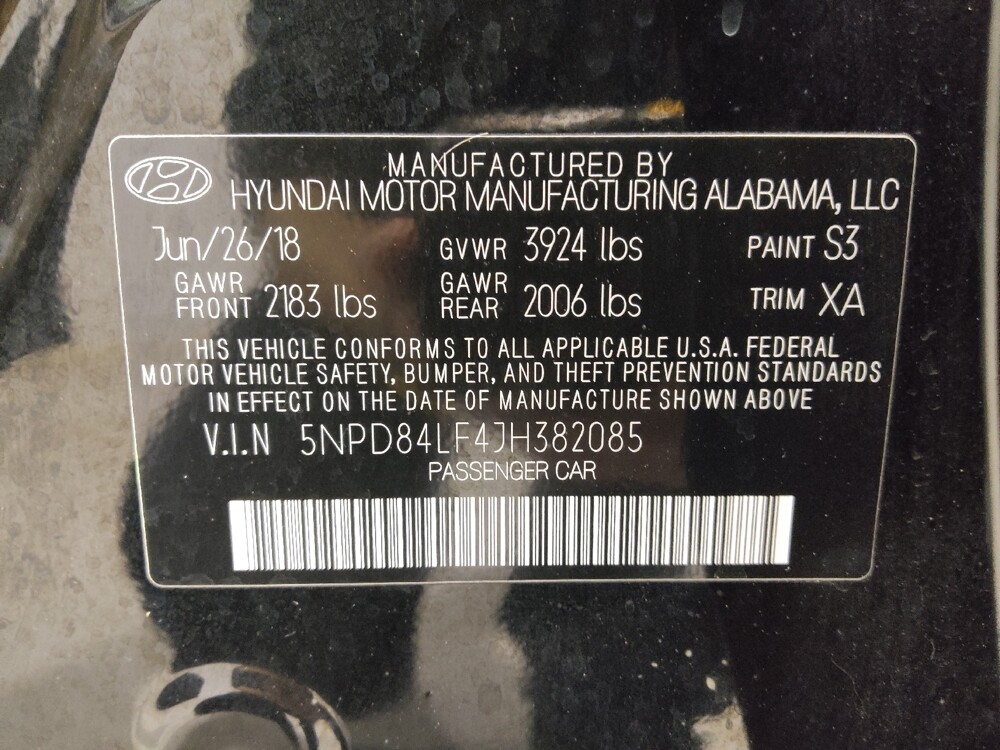 MANUFACTURED BY
HYUNDAI MOTOR MANUFACTURING ALABAMA, LLC
Jun/26/18 GVWR 3924 lbs PAINT S3
GAWR FRONT 2183 lbs GAWR REAR 2006 lbs TRIM XA
THIS VEHICLE CONFORMS TO ALL APPLICABLE U.S.A. FEDERAL
MOTOR VEHICLE SAFETY, BUMPER, AND THEFT PREVENTION STANDARDS
IN EFFECT ON THE DATE OF MANUFACTURE SHOWN ABOVE
V.I.N 5NPD84LF4JH382085
PASSENGER CAR